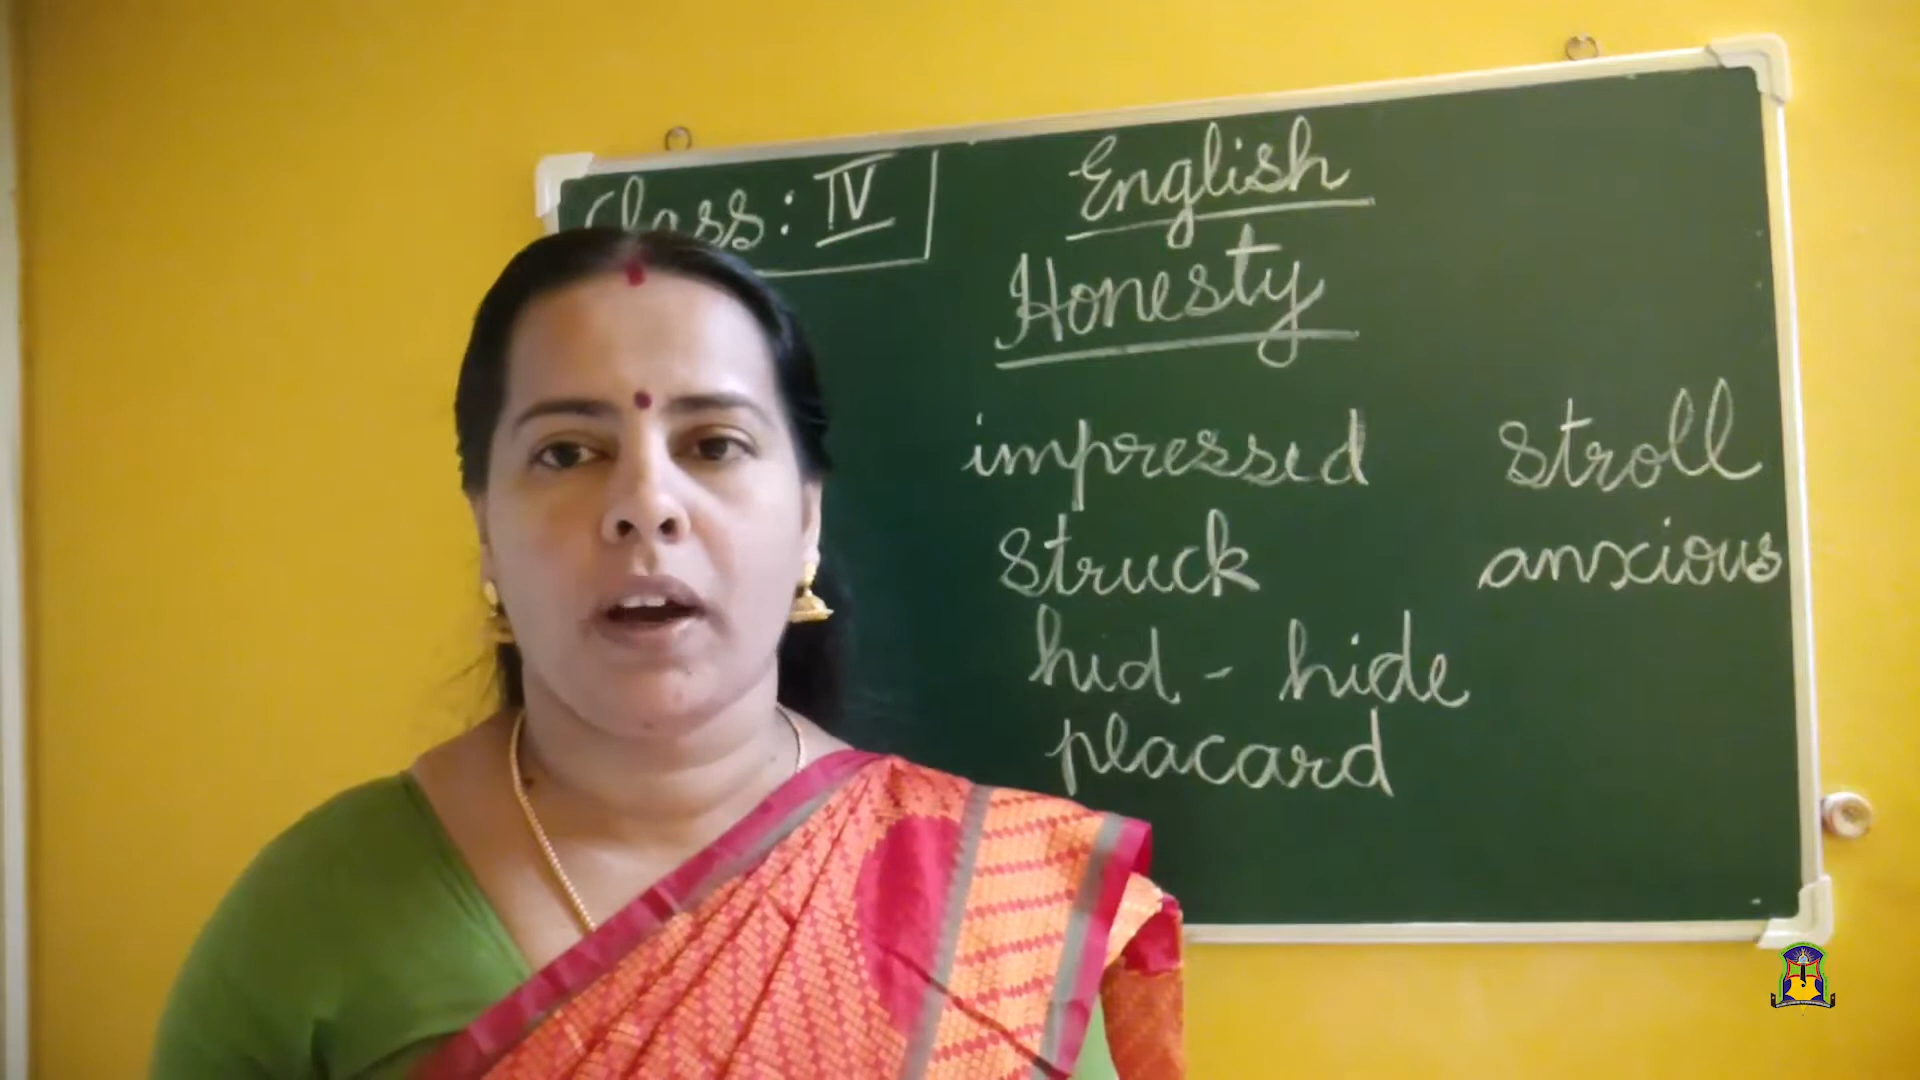 Class: IV
English
Honesty
impressed stroll
struck anxious
hid - hide
placard